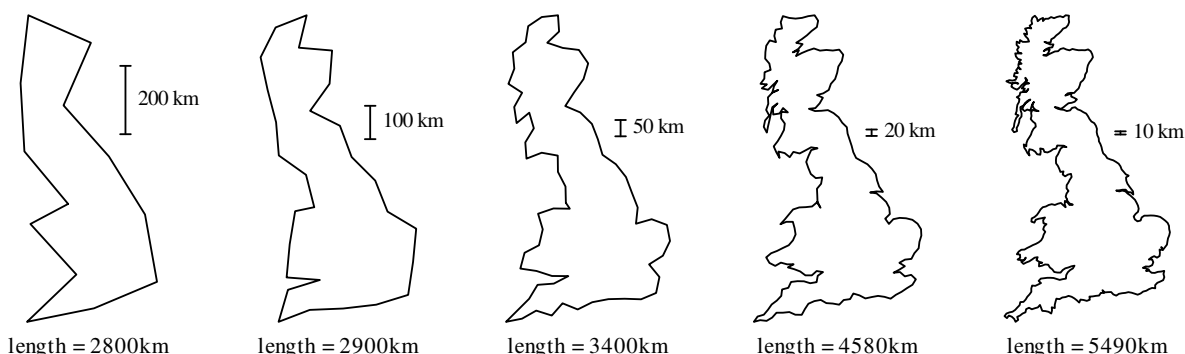 200 km
100 km
50 km
20 km
10 km
length = 2800km
length = 2900km
length = 3400km
length = 4580km
length = 5490km